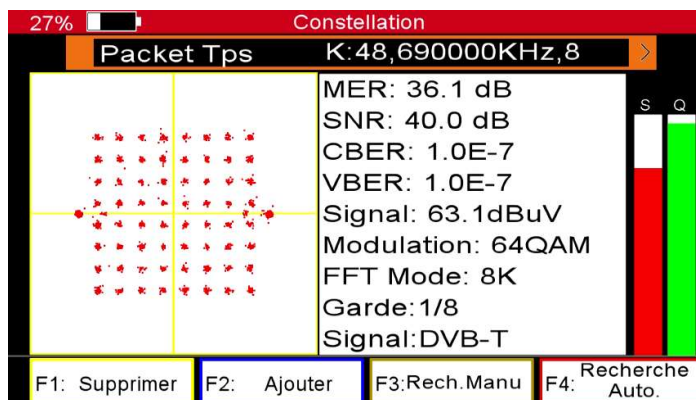 27% Constellation
Packet Tps K:48,690000KHz,8 >
MER: 36.1 dB
SNR: 40.0 dB
CBER: 1.0E-7
VBER: 1.0E-7
Signal: 63.1dBuV
Modulation: 64QAM
FFT Mode: 8K
Garde:1/8
Signal:DVB-T
S Q
F1: Supprimer F2: Ajouter F3:Rech.Manu F4: Recherche
Auto.